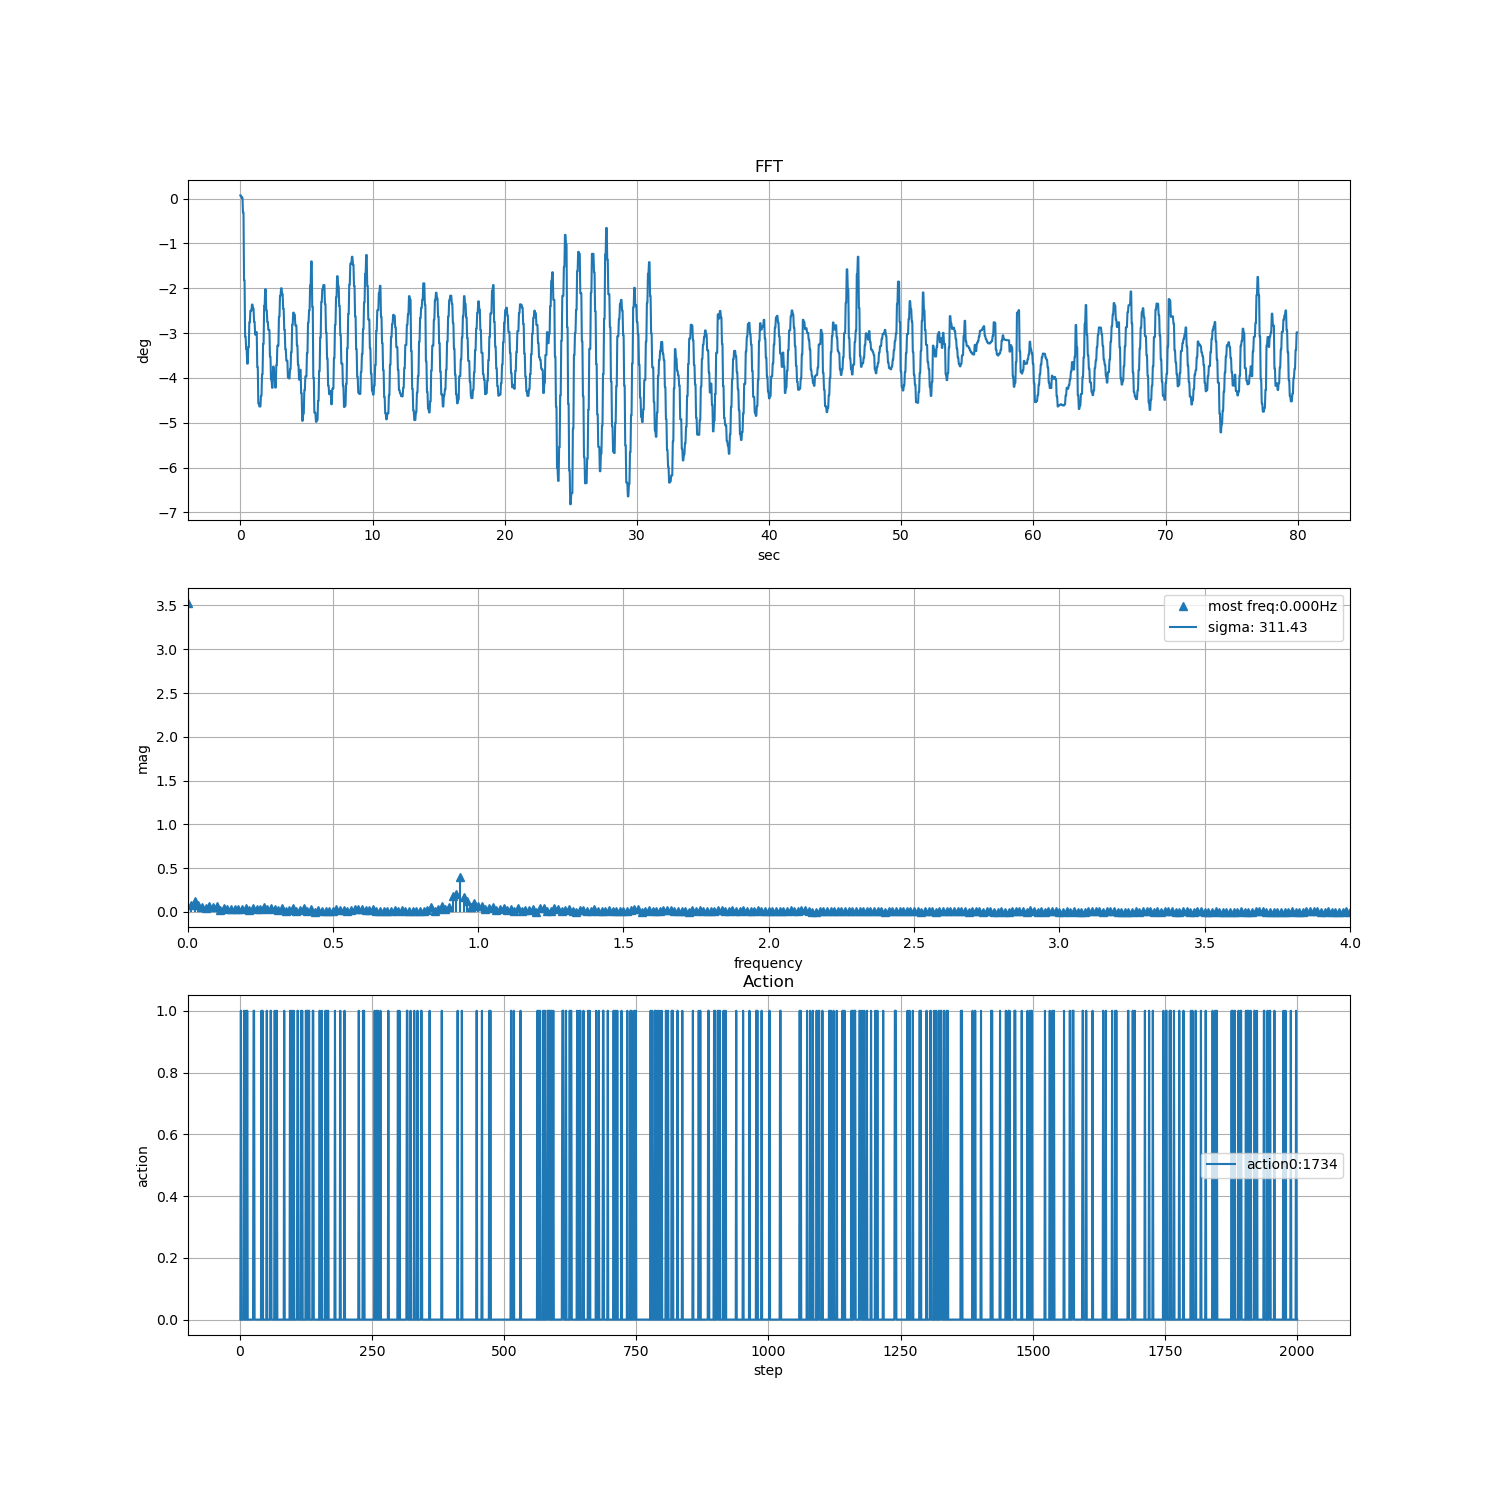 FFT
0
−1
−2
−3
−4
−5
−6
−7
deg
0 10 20 30 40 50 60 70 80
sec
3.5
3.0
2.5
2.0
1.5
1.0
0.5
0.0
mag
most freq:0.000Hz
sigma: 311.43
0.0 0.5 1.0 1.5 2.0 2.5 3.0 3.5 4.0
frequency
Action
1.0
0.8
0.6
0.4
0.2
0.0
action
action0:1734
0 250 500 750 1000 1250 1500 1750 2000
step